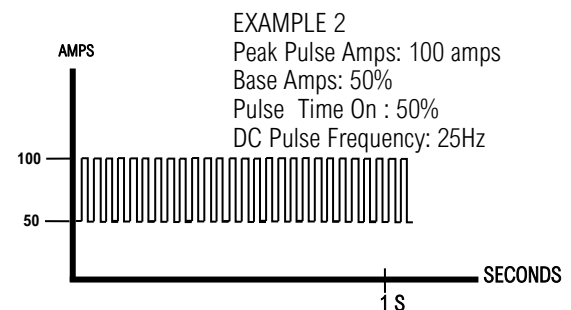 EXAMPLE 2
Peak Pulse Amps: 100 amps
Base Amps: 50%
Pulse Time On : 50%
DC Pulse Frequency: 25Hz
AMPS
100
50
SECONDS
1 S